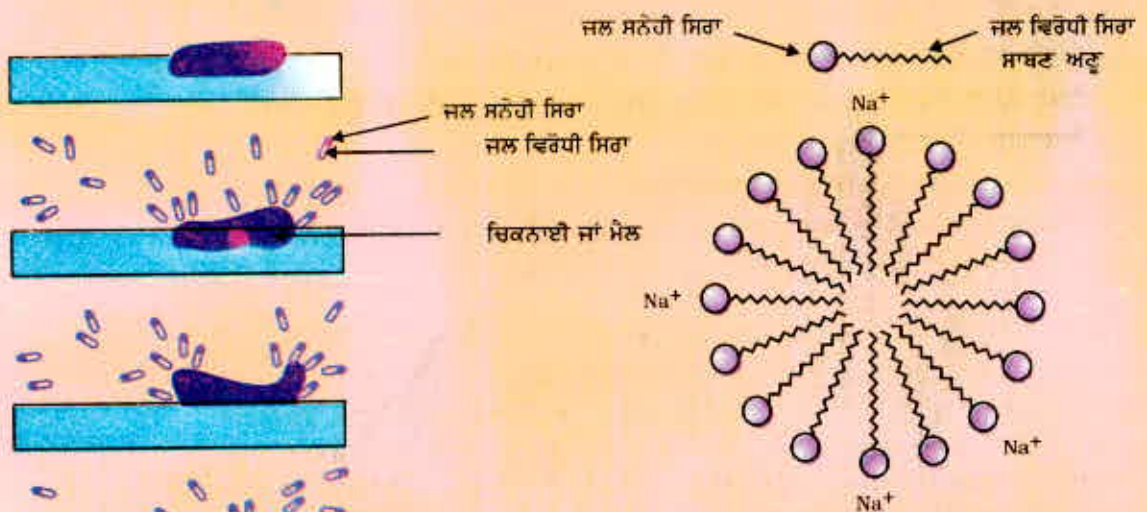 ਜਲ ਸਨੇਹੀ ਸਿਰਾ
ਜਲ ਵਿਰੋਧੀ ਸਿਰਾ
ਸਾਬਣ ਅਣੂ
Na⁺
ਜਲ ਸਨੇਹੀ ਸਿਰਾ
ਜਲ ਵਿਰੋਧੀ ਸਿਰਾ
ਚਿਕਨਾਈ ਜਾਂ ਮੈਲ
Na⁺
Na⁺
Na⁺